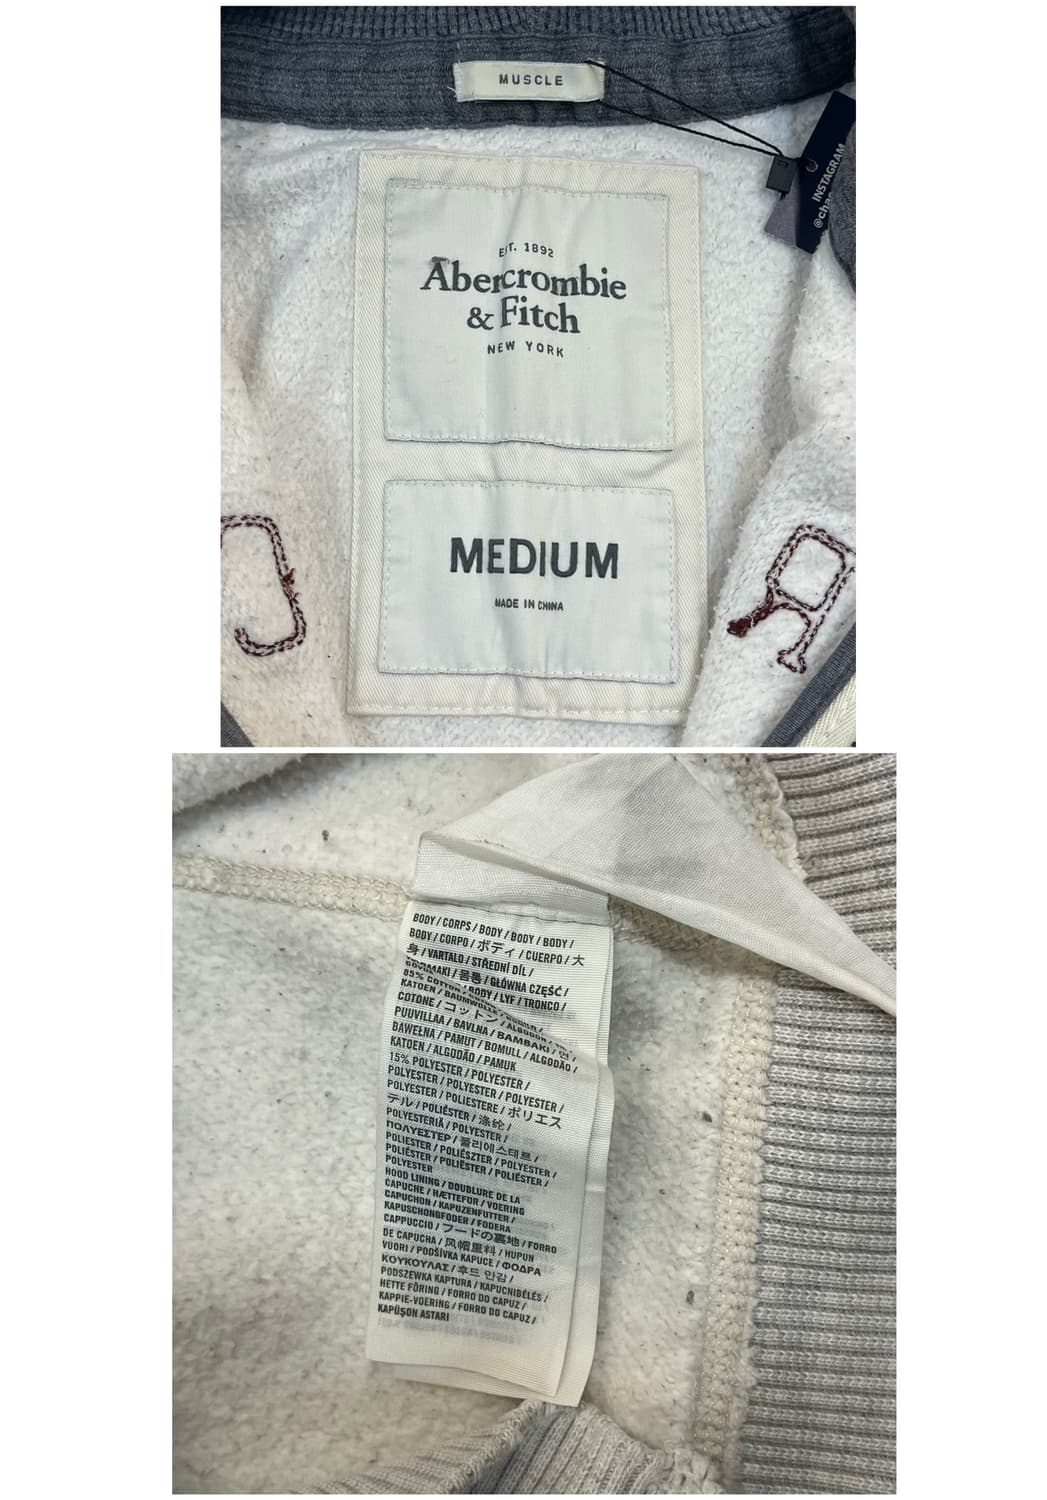 MUSCLE
INSTAGRAM
EST. 1892
Abercrombie
& Fitch
NEW YORK
MEDIUM
MADE IN CHINA
BODY / CORPS / BODY / BODY / BODY /
BODY / CORPO / ボディ / CUERPO / 大
身 / VARTALO / STŘEDNÍ DÍL /
/ 몸통 / GŁÓWNA CZĘŚĆ /
/ BODY / LYF / TRONCO /
85% COTTON /
KATOEN / BAUMWOLLE /
COTONE / コットン / ALGODON /
PUUVILLAA / BAVLNA / ΒΑΜΒΑΚΙ / 면 /
BAWEŁNA / PAMUT / BOMULL / ALGODÃO /
KATOEN / ALGODÃO / PAMUK
15% POLYESTER / POLYESTER /
POLYESTER / POLYESTER / POLYESTER /
POLYESTER / POLIESTERE / ポリエス
テル / POLIÉSTER / 涤纶 /
POLYESTERIÄ / POLYESTER /
ΠΟΛΥΕΣΤΕΡ / 폴리에스테르 /
POLIESTER / POLIÉSZTER / POLYESTER /
POLIÉSTER / POLYESTER / POLIÉSTER /
POLYESTER
HOOD LINING / DOUBLURE DE LA
CAPUCHE / HÆTTEFOR / VOERING
CAPUCHON / KAPUZENFUTTER /
KAPUSCHONGFODER / FODERA
CAPPUCCIO / フードの裏地 / FORRO
DE CAPUCHA / 风帽里料 / HUPUN
VUORI / PODŠÍVKA KAPUCE / ΦΟΔΡΑ
ΚΟΥΚΟΥΛΑΣ / 후드 안감 /
PODSZEWKA KAPTURA / KAPUCNIBÉLÉS /
HETTE FÔRING / FORRO DO CAPUZ /
KAPPIE-VOERING / FORRO DO CAPUZ /
KAPÜŞON ASTARI